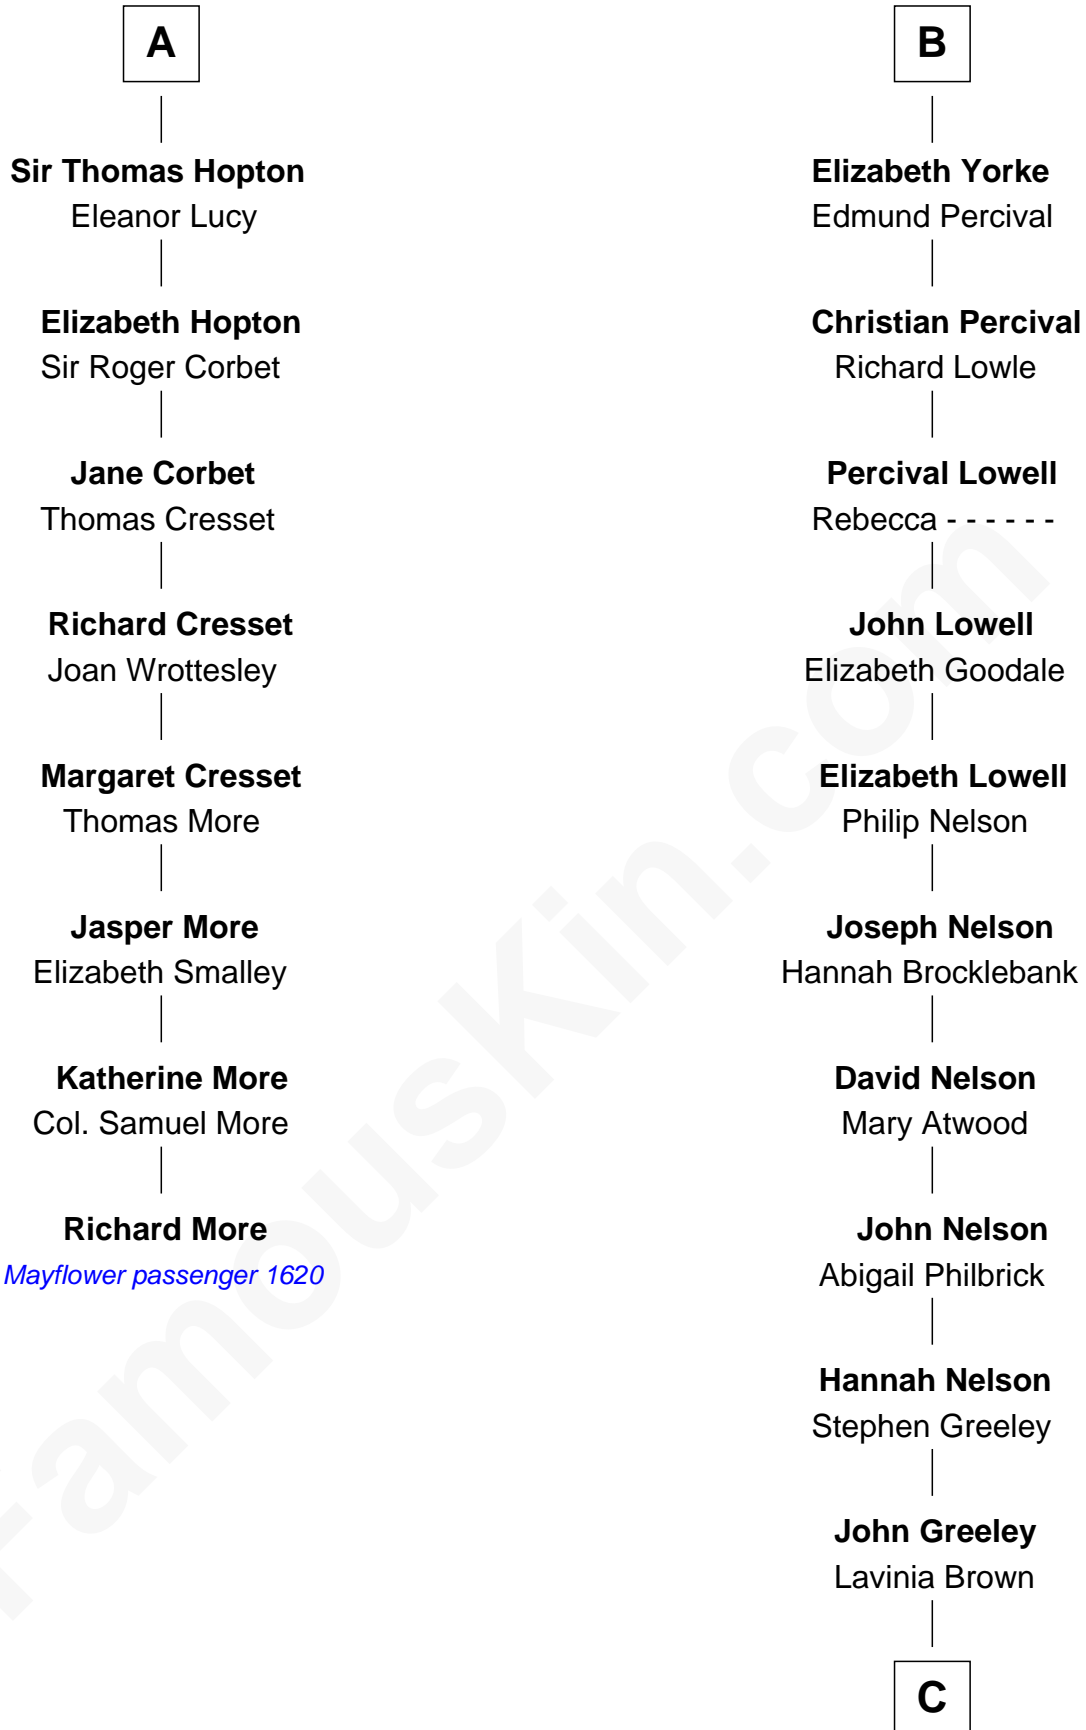 A
Sir Thomas Hopton
Eleanor Lucy
Elizabeth Hopton
Sir Roger Corbet
Jane Corbet
Thomas Cresset
Richard Cresset
Joan Wrottesley
Margaret Cresset
Thomas More
Jasper More
Elizabeth Smalley
Katherine More
Col. Samuel More
Richard More
Mayflower passenger 1620
B
Elizabeth Yorke
Edmund Percival
Christian Percival
Richard Lowle
Percival Lowell
Rebecca - - - - - -
John Lowell
Elizabeth Goodale
Elizabeth Lowell
Philip Nelson
Joseph Nelson
Hannah Brocklebank
David Nelson
Mary Atwood
John Nelson
Abigail Philbrick
Hannah Nelson
Stephen Greeley
John Greeley
Lavinia Brown
C
FamousKin.com